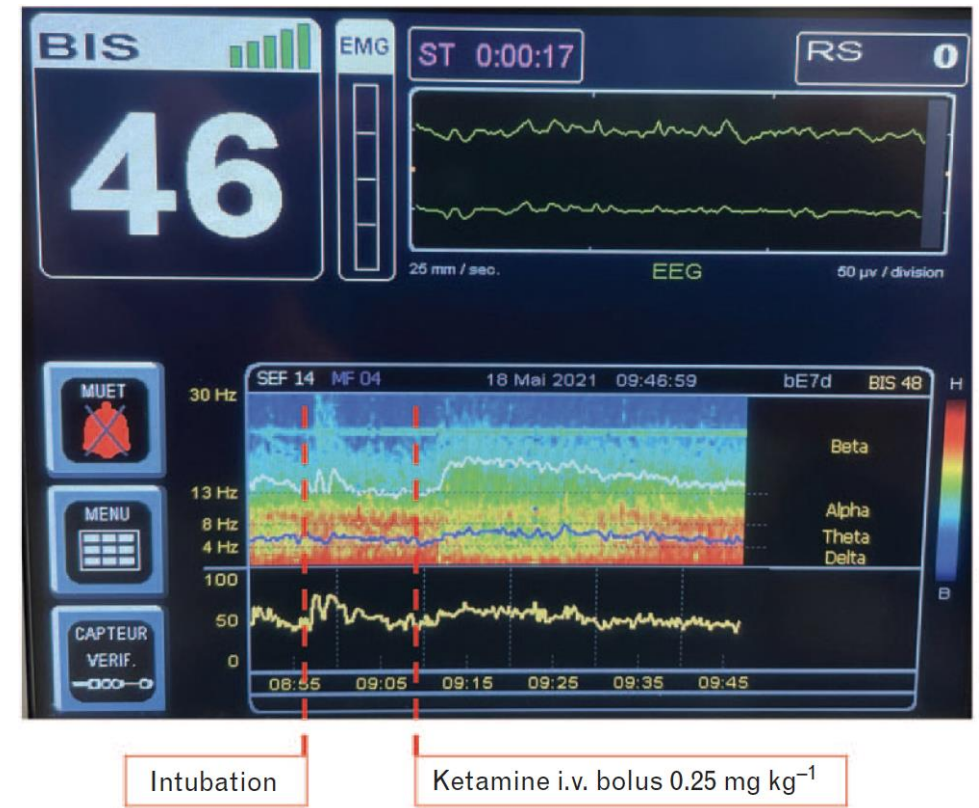 BIS
EMG
ST 0:00:17
RS 0
46
25 mm / sec.
EEG
50 µv / division
MUET
MENU
CAPTEUR
VERIF.
SEF 14 MF 04 18 Mai 2021 09:46:59 bE7d BIS 48
H
30 Hz
Beta
13 Hz
Alpha
8 Hz
Theta
4 Hz
Delta
100
B
50
0
08:55 09:05 09:15 09:25 09:35 09:45
Intubation
Ketamine i.v. bolus 0.25 mg kg⁻¹